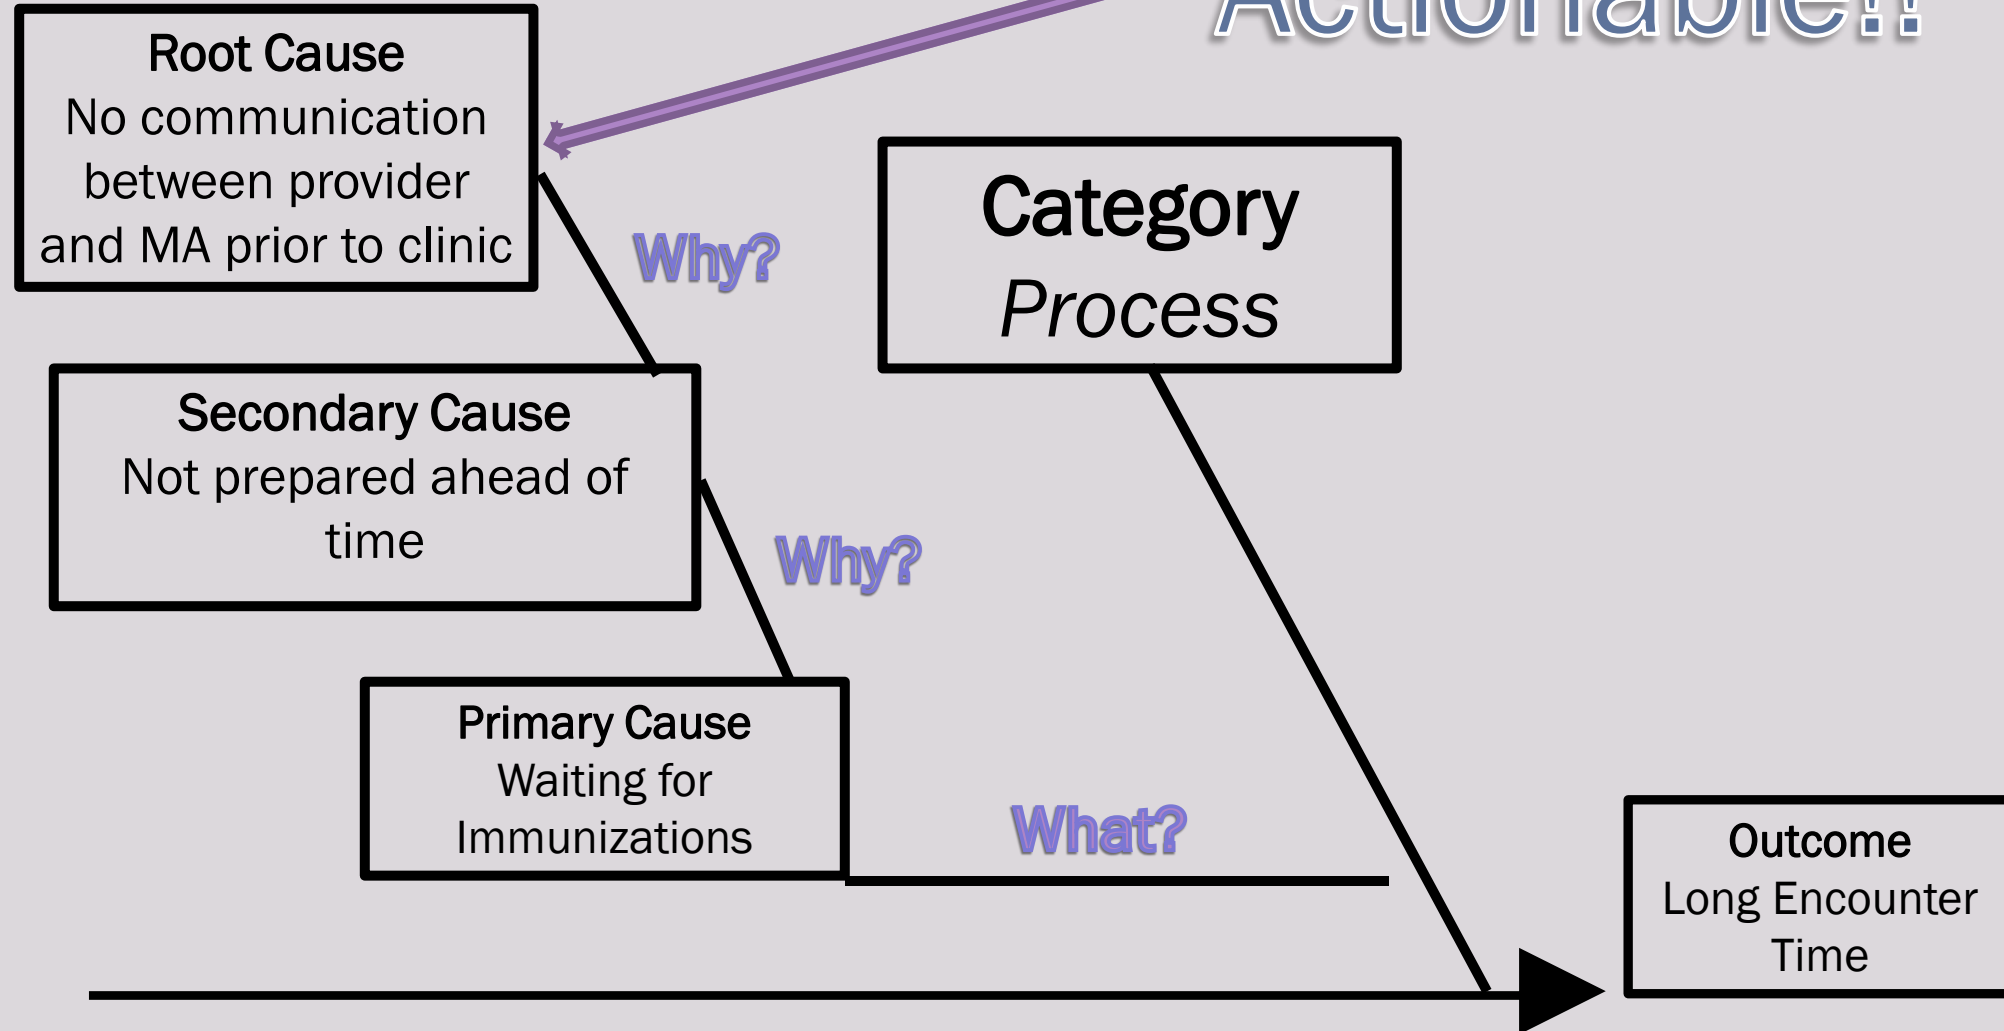 Actionable!!
Root Cause
No communication
between provider
and MA prior to clinic
Why?
Category
Process
Secondary Cause
Not prepared ahead of
time
Why?
Primary Cause
Waiting for
Immunizations
What?
Outcome
Long Encounter
Time